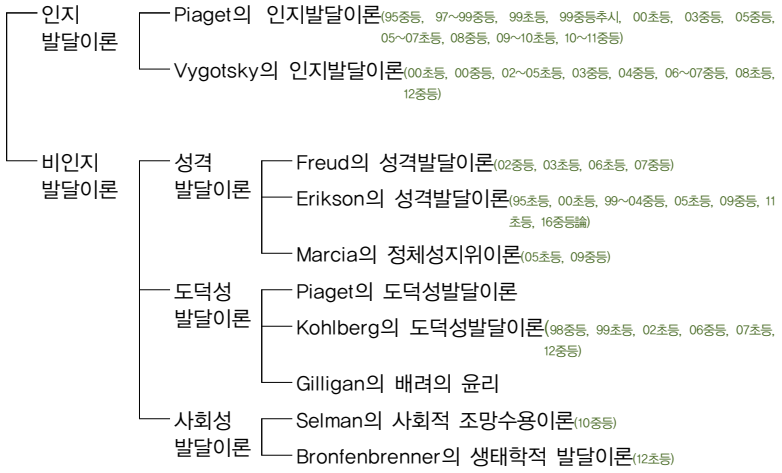 인지
발달이론
Piaget의 인지발달이론(95중등, 97~99중등, 99초등, 99중등추시, 00초등, 03중등, 05중등,
05~07초등, 08중등, 09~10초등, 10~11중등)
Vygotsky의 인지발달이론(00초등, 00중등, 02~05초등, 03중등, 04중등, 06~07중등, 08초등,
12중등)
비인지
발달이론
성격
발달이론
Freud의 성격발달이론(02중등, 03초등, 06초등, 07중등)
Erikson의 성격발달이론(95초등, 00초등, 99~04중등, 05초등, 09중등, 11
초등, 16중등論)
Marcia의 정체성지위이론(05초등, 09중등)
도덕성
발달이론
Piaget의 도덕성발달이론
Kohlberg의 도덕성발달이론(98중등, 99초등, 02초등, 06중등, 07초등,
12중등)
Gilligan의 배려의 윤리
사회성
발달이론
Selman의 사회적 조망수용이론(10중등)
Bronfenbrenner의 생태학적 발달이론(12초등)